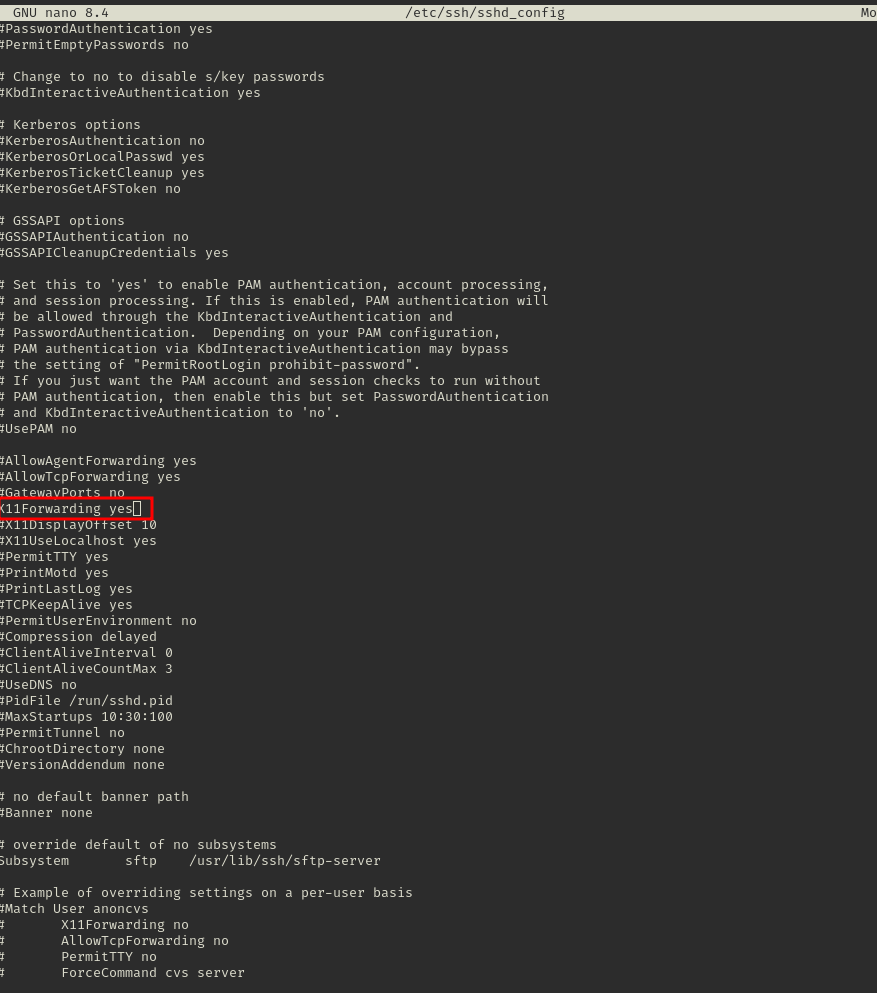 GNU nano 8.4 /etc/ssh/sshd_config Mo
#PasswordAuthentication yes
#PermitEmptyPasswords no
# Change to no to disable s/key passwords
#KbdInteractiveAuthentication yes
# Kerberos options
#KerberosAuthentication no
#KerberosOrLocalPasswd yes
#KerberosTicketCleanup yes
#KerberosGetAFSToken no
# GSSAPI options
#GSSAPIAuthentication no
#GSSAPICleanupCredentials yes
# Set this to 'yes' to enable PAM authentication, account processing,
# and session processing. If this is enabled, PAM authentication will
# be allowed through the KbdInteractiveAuthentication and
# PasswordAuthentication.  Depending on your PAM configuration,
# PAM authentication via KbdInteractiveAuthentication may bypass
# the setting of "PermitRootLogin prohibit-password".
# If you just want the PAM account and session checks to run without
# PAM authentication, then enable this but set PasswordAuthentication
# and KbdInteractiveAuthentication to 'no'.
#UsePAM no
#AllowAgentForwarding yes
#AllowTcpForwarding yes
#GatewayPorts no
X11Forwarding yes
#X11DisplayOffset 10
#X11UseLocalhost yes
#PermitTTY yes
#PrintMotd yes
#PrintLastLog yes
#TCPKeepAlive yes
#PermitUserEnvironment no
#Compression delayed
#ClientAliveInterval 0
#ClientAliveCountMax 3
#UseDNS no
#PidFile /run/sshd.pid
#MaxStartups 10:30:100
#PermitTunnel no
#ChrootDirectory none
#VersionAddendum none
# no default banner path
#Banner none
# override default of no subsystems
Subsystem       sftp    /usr/lib/ssh/sftp-server
# Example of overriding settings on a per-user basis
#Match User anoncvs
#       X11Forwarding no
#       AllowTcpForwarding no
#       PermitTTY no
#       ForceCommand cvs server